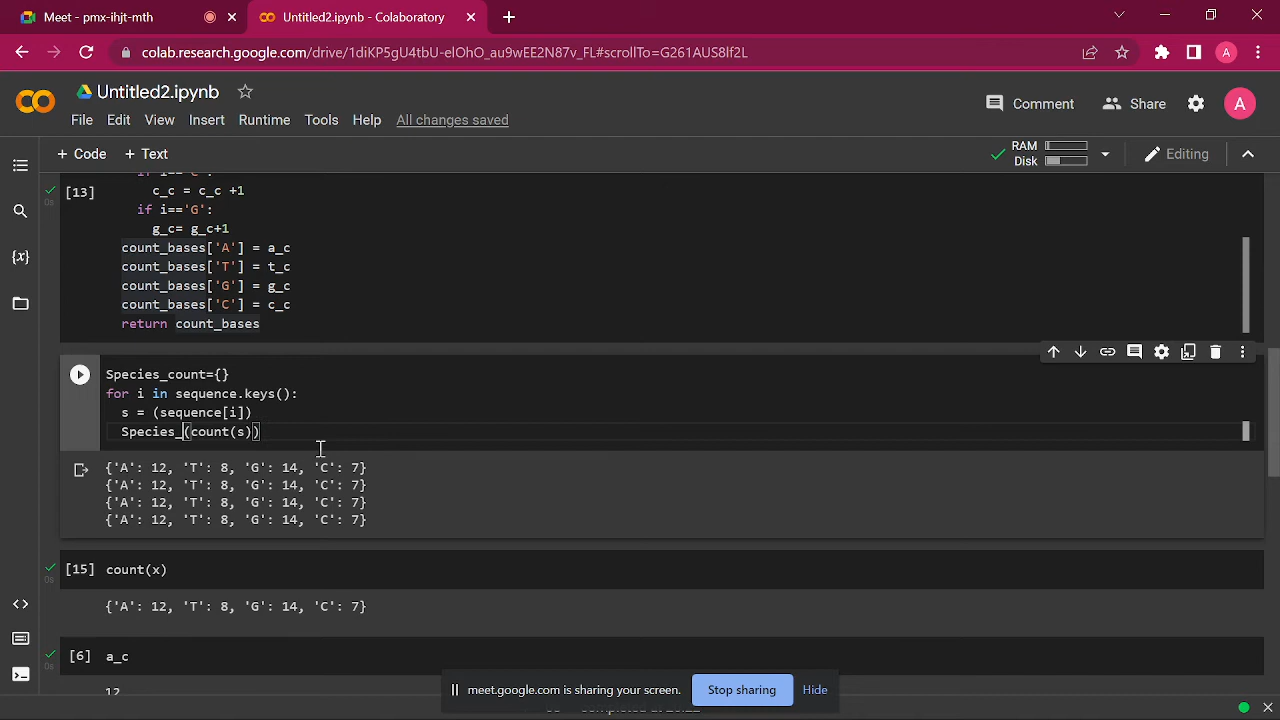 Meet - pmx-ihjt-mth
Untitled2.ipynb - Colaboratory
colab.research.google.com/drive/1diKP5gU4tbU-elOhO_au9wEE2N87v_FL#scrollTo=G261AUS8lf2L
A
Untitled2.ipynb
Comment
Share
A
File Edit View Insert Runtime Tools Help All changes saved
+ Code + Text
RAM
Disk
Editing
[13]
c_c = c_c +1
if i=='G':
g_c= g_c+1
count_bases['A'] = a_c
count_bases['T'] = t_c
count_bases['G'] = g_c
count_bases['C'] = c_c
return count_bases
Species_count={}
for i in sequence.keys():
s = (sequence[i])
Species_(count(s))
{'A': 12, 'T': 8, 'G': 14, 'C': 7}
{'A': 12, 'T': 8, 'G': 14, 'C': 7}
{'A': 12, 'T': 8, 'G': 14, 'C': 7}
{'A': 12, 'T': 8, 'G': 14, 'C': 7}
[15] count(x)
0s
{'A': 12, 'T': 8, 'G': 14, 'C': 7}
[6] a_c
0s
12
meet.google.com is sharing your screen. Stop sharing Hide